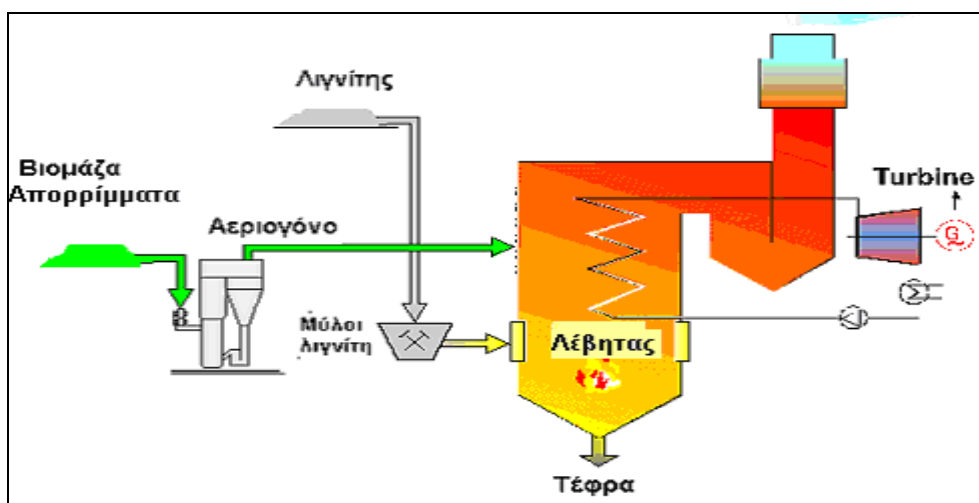 Λιγνίτης
Βιομάζα
Απορρίμματα
Αεριογόνο
Turbine
G
Μύλοι
λιγνίτη
Λέβητας
Τέφρα